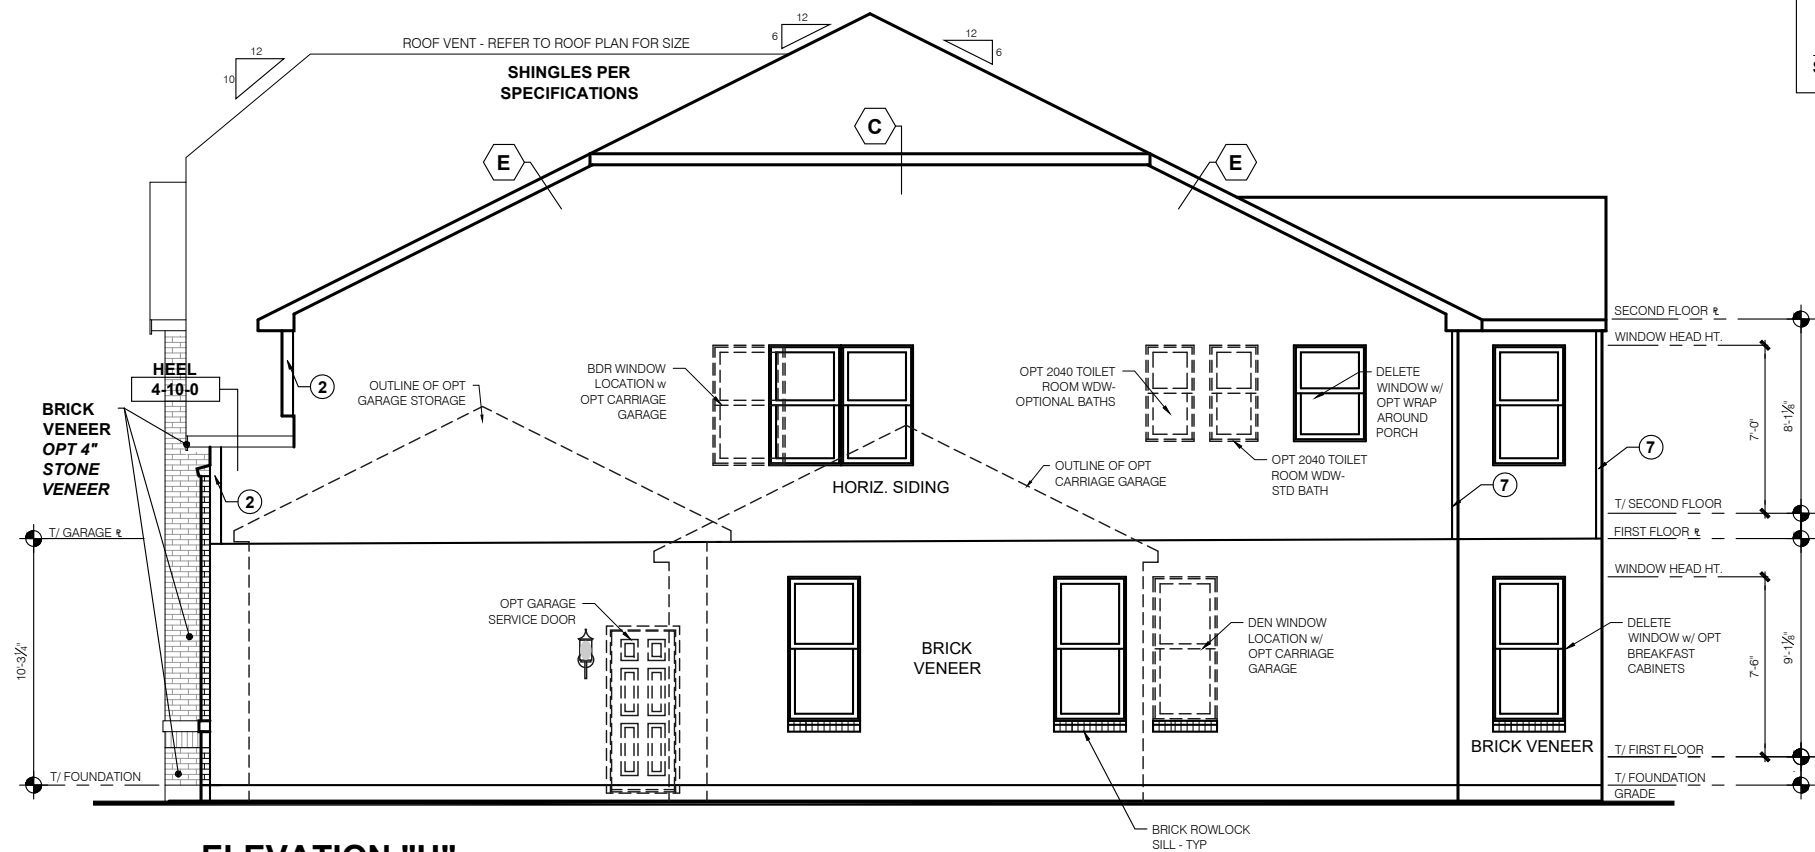 12
6
12
6
12
10
ROOF VENT - REFER TO ROOF PLAN FOR SIZE
SHINGLES PER
SPECIFICATIONS
C
E
E
SECOND FLOOR ℄
WINDOW HEAD HT.
HEEL
4-10-0
2
OUTLINE OF OPT
GARAGE STORAGE
BDR WINDOW
LOCATION w
OPT CARRIAGE
GARAGE
OPT 2040 TOILET
ROOM WDW-
OPTIONAL BATHS
DELETE
WINDOW w/
OPT WRAP
AROUND
PORCH
BRICK
VENEER
OPT 4"
STONE
VENEER
7'-0"
8'-1⅛"
OUTLINE OF OPT
CARRIAGE GARAGE
OPT 2040 TOILET
ROOM WDW-
STD BATH
7
HORIZ. SIDING
7
2
T/ SECOND FLOOR
T/ GARAGE ℄
FIRST FLOOR ℄
WINDOW HEAD HT.
OPT GARAGE
SERVICE DOOR
BRICK
VENEER
DEN WINDOW
LOCATION w/
OPT CARRIAGE
GARAGE
DELETE
WINDOW w/ OPT
BREAKFAST
CABINETS
10'-3¼"
7'-6"
9'-1⅛"
BRICK VENEER
T/ FIRST FLOOR
T/ FOUNDATION
T/ FOUNDATION
GRADE
BRICK ROWLOCK
SILL - TYP
ELEVATION "H"